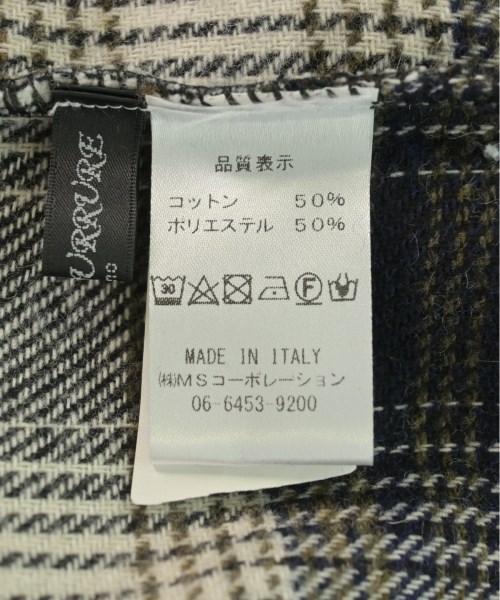 URRURE
品質表示
コットン 50%
ポリエステル 50%
30 F
MADE IN ITALY
㈱MSコーポレーション
06-6453-9200